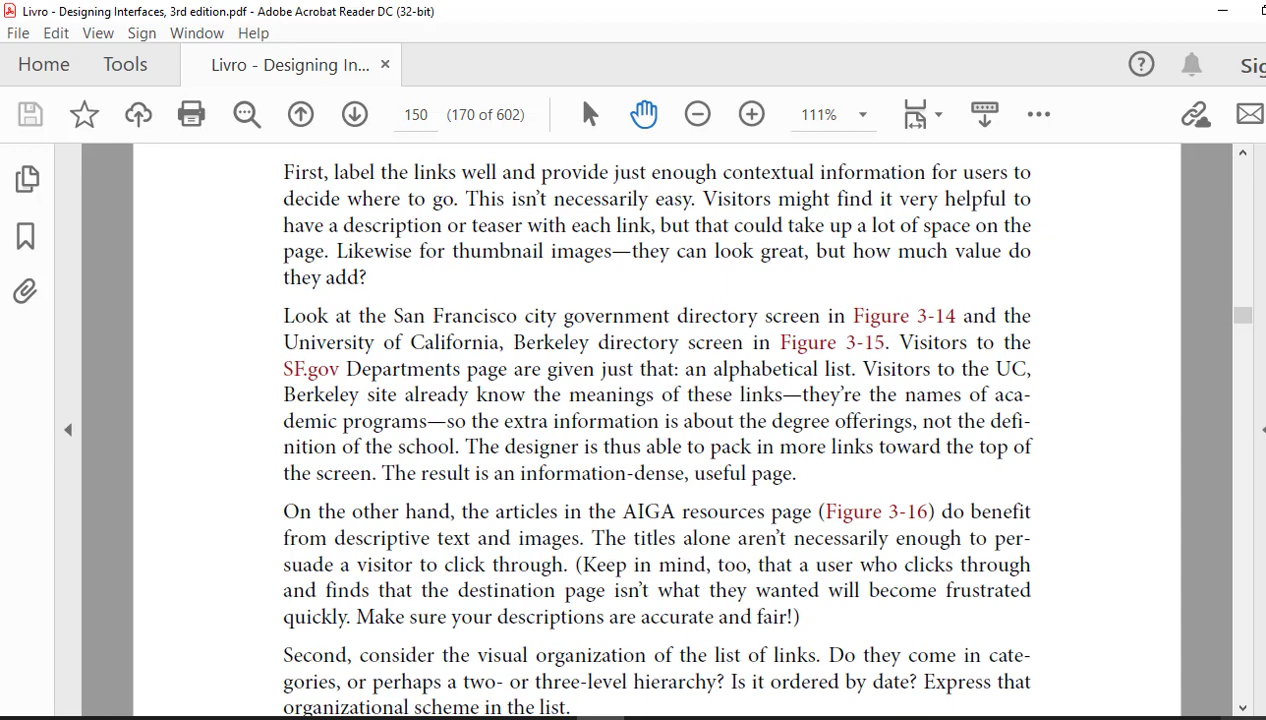 Livro - Designing Interfaces, 3rd edition.pdf - Adobe Acrobat Reader DC (32-bit)
File Edit View Sign Window Help
Home Tools Livro - Designing In... ×
Sig
150 (170 of 602) 111%
First, label the links well and provide just enough contextual information for users to
decide where to go. This isn’t necessarily easy. Visitors might find it very helpful to
have a description or teaser with each link, but that could take up a lot of space on the
page. Likewise for thumbnail images—they can look great, but how much value do
they add?
Look at the San Francisco city government directory screen in Figure 3-14 and the
University of California, Berkeley directory screen in Figure 3-15. Visitors to the
SF.gov Departments page are given just that: an alphabetical list. Visitors to the UC,
Berkeley site already know the meanings of these links—they’re the names of aca-
demic programs—so the extra information is about the degree offerings, not the defi-
nition of the school. The designer is thus able to pack in more links toward the top of
the screen. The result is an information-dense, useful page.
On the other hand, the articles in the AIGA resources page (Figure 3-16) do benefit
from descriptive text and images. The titles alone aren’t necessarily enough to per-
suade a visitor to click through. (Keep in mind, too, that a user who clicks through
and finds that the destination page isn’t what they wanted will become frustrated
quickly. Make sure your descriptions are accurate and fair!)
Second, consider the visual organization of the list of links. Do they come in cate-
gories, or perhaps a two- or three-level hierarchy? Is it ordered by date? Express that
organizational scheme in the list.